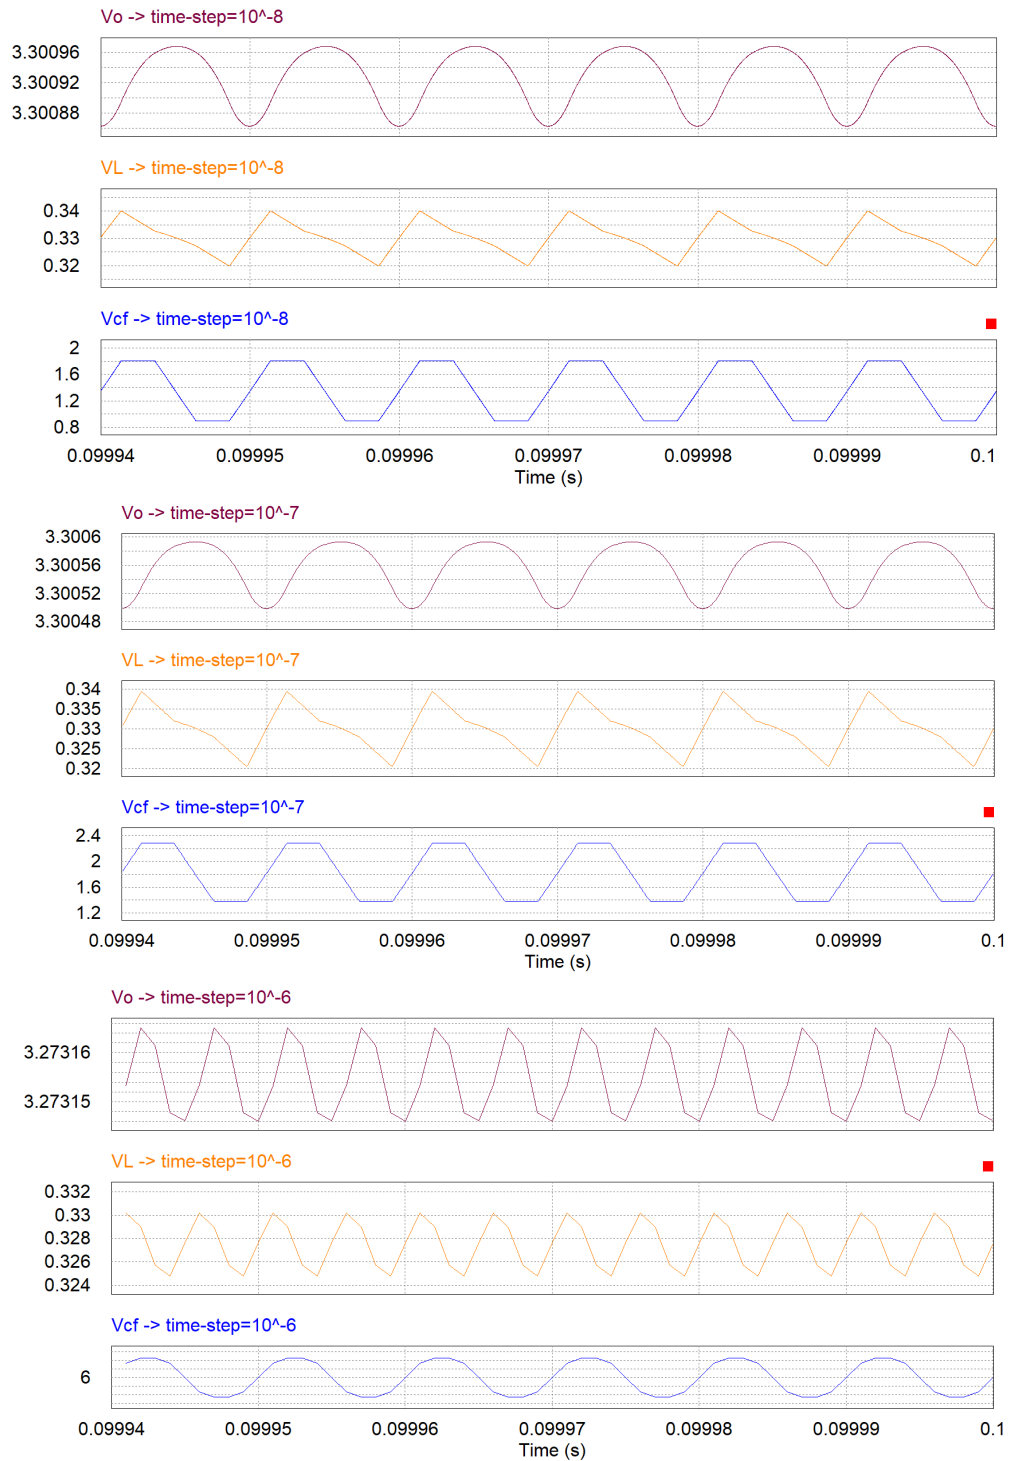 Vo -> time-step=10^-8
3.30096
3.30092
3.30088
VL -> time-step=10^-8
0.34
0.33
0.32
Vcf -> time-step=10^-8
2
1.6
1.2
0.8
0.09994 0.09995 0.09996 0.09997 0.09998 0.09999 0.1
Time (s)
Vo -> time-step=10^-7
3.3006
3.30056
3.30052
3.30048
VL -> time-step=10^-7
0.34
0.335
0.33
0.325
0.32
Vcf -> time-step=10^-7
2.4
2
1.6
1.2
0.09994 0.09995 0.09996 0.09997 0.09998 0.09999 0.1
Time (s)
Vo -> time-step=10^-6
3.27316
3.27315
VL -> time-step=10^-6
0.332
0.33
0.328
0.326
0.324
Vcf -> time-step=10^-6
6
0.09994 0.09995 0.09996 0.09997 0.09998 0.09999 0.1
Time (s)